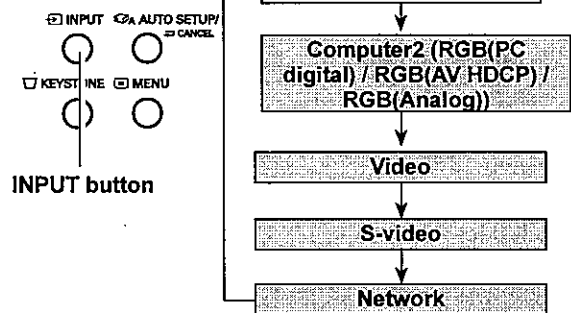 INPUT
AUTO SETUP/
CANCEL
KEYSTONE
MENU
INPUT button
Computer2 (RGB(PC
digital) / RGB(AV HDCP) /
RGB(Analog))
Video
S-video
Network